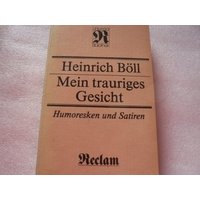 R
Heinrich Böll
Mein trauriges
Gesicht
Humoresken und Satiren
Reclam